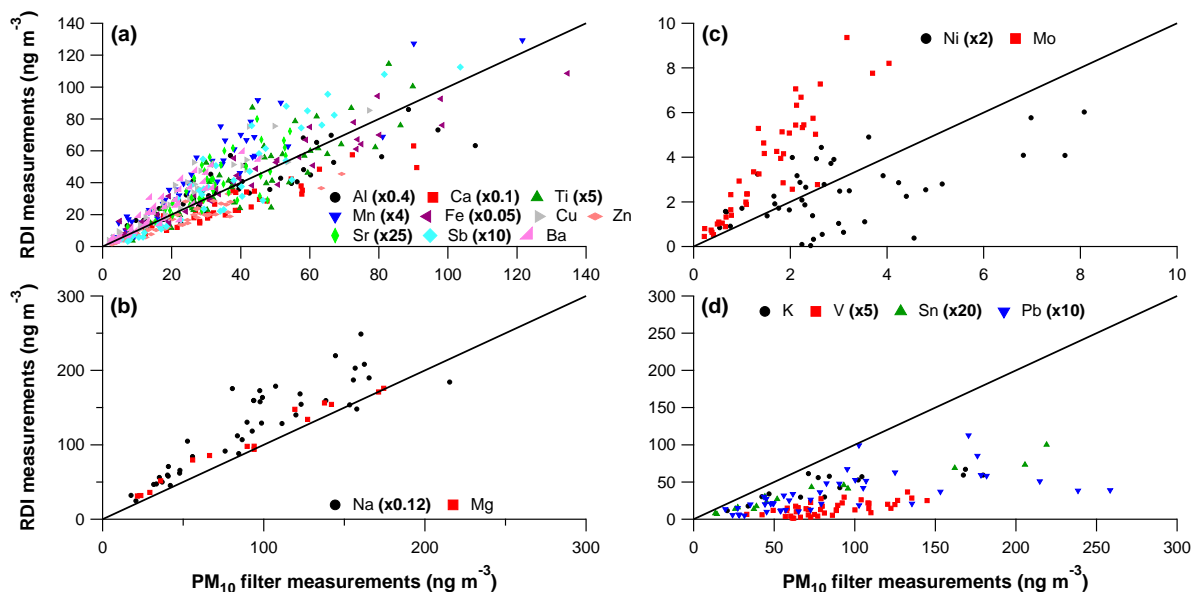 (a)
RDI measurements (ng m⁻³)
140
120
100
80
60
40
20
0
Al (x0.4) Ca (x0.1) Ti (x5)
Mn (x4) Fe (x0.05) Cu Zn
Sr (x25) Sb (x10) Ba
0 20 40 60 80 100 120 140
(c)
Ni (x2) Mo
10
8
6
4
2
0
0 2 4 6 8 10
(b)
RDI measurements (ng m⁻³)
300
250
200
150
100
50
0
Na (x0.12) Mg
0 100 200 300
PM₁₀ filter measurements (ng m⁻³)
(d)
K V (x5) Sn (x20) Pb (x10)
300
250
200
150
100
50
0
0 50 100 150 200 250 300
PM₁₀ filter measurements (ng m⁻³)